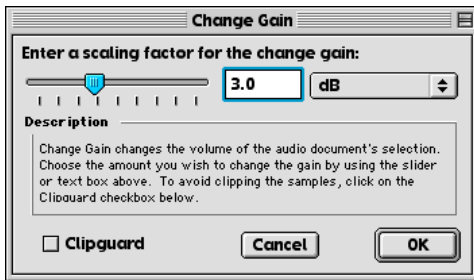 Change Gain
Enter a scaling factor for the change gain:
3.0 dB
Description
Change Gain changes the volume of the audio document's selection.
Choose the amount you wish to change the gain by using the slider
or text box above. To avoid clipping the samples, click on the
Clipguard checkbox below.
Clipguard Cancel OK